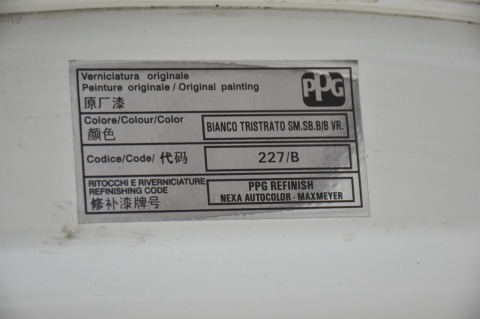 Verniciatura originale
Peinture originale / Original painting
原厂漆
PPG
Colore/Colour/Color
颜色
BIANCO TRISTRATO SM.SB.B/B VR.
Codice/Code/ 代码
227/B
RITOCCHI E RIVERNICIATURE
REFINISHING CODE
修补漆牌号
PPG REFINISH
NEXA AUTOCOLOR - MAXMEYER